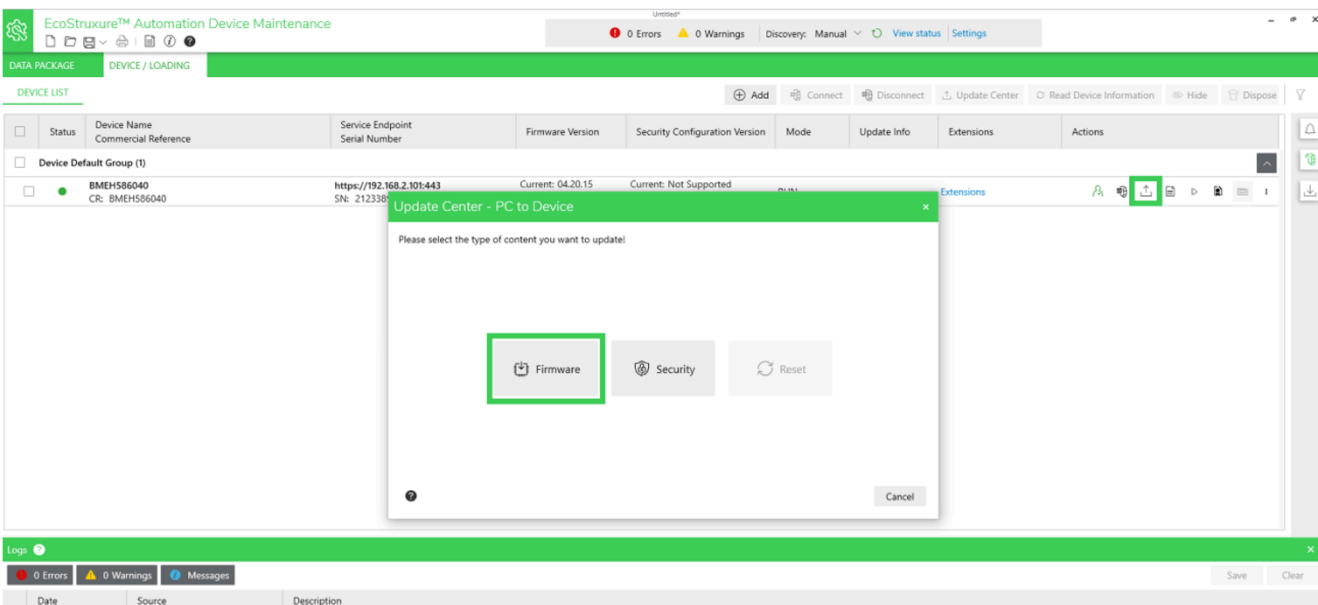 Untitled*
EcoStruxure™ Automation Device Maintenance
0 Errors 0 Warnings Discovery: Manual View status Settings
DATA PACKAGE DEVICE / LOADING
DEVICE LIST
Add Connect Disconnect Update Center Read Device Information Hide Dispose
Status Device Name Service Endpoint Firmware Version Security Configuration Version Mode Update Info Extensions Actions
Commercial Reference Serial Number
Device Default Group (1)
BMEH586040 https://192.168.2.101:443 Current: 04.20.15 Current: Not Supported Extensions
CR: BMEH586040 SN: 212338
Update Center - PC to Device
Please select the type of content you want to update!
Firmware Security Reset
Cancel
Logs
0 Errors 0 Warnings Messages Save Clear
Date Source Description